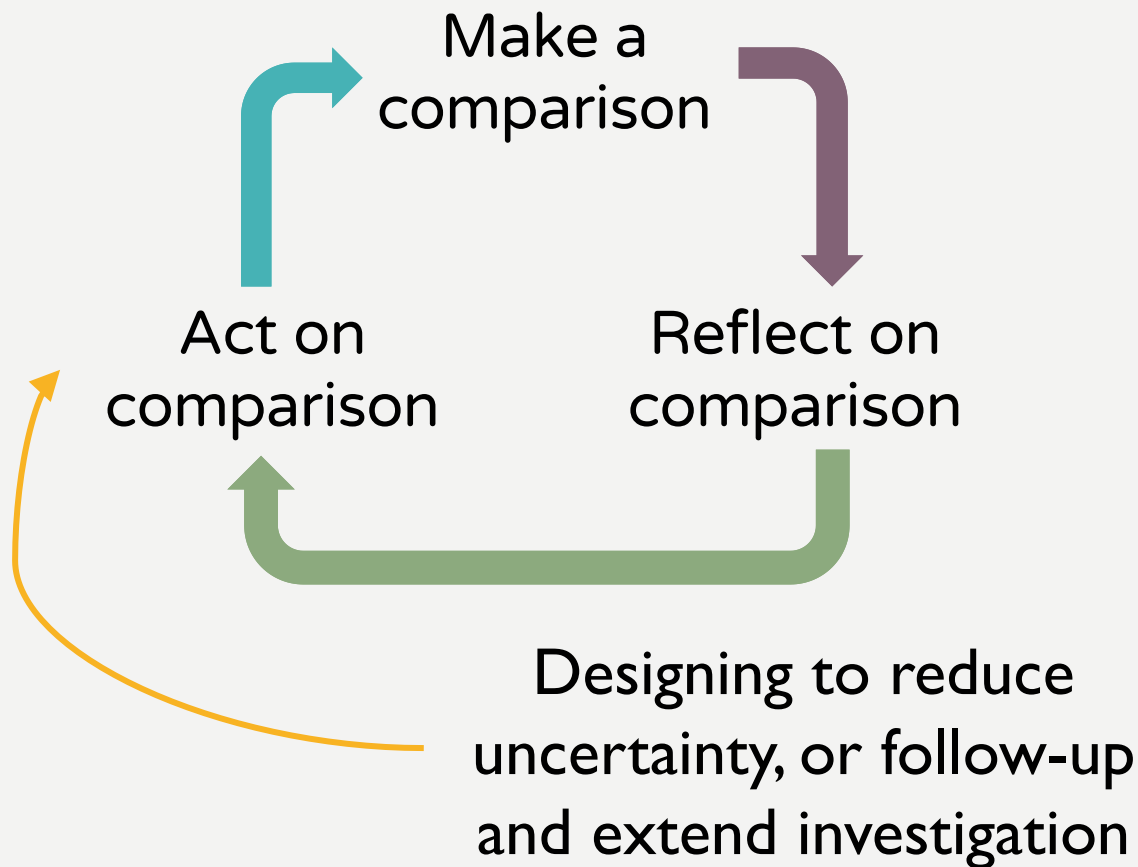 Make a
comparison
Act on
comparison
Reflect on
comparison
Designing to reduce
uncertainty, or follow-up
and extend investigation